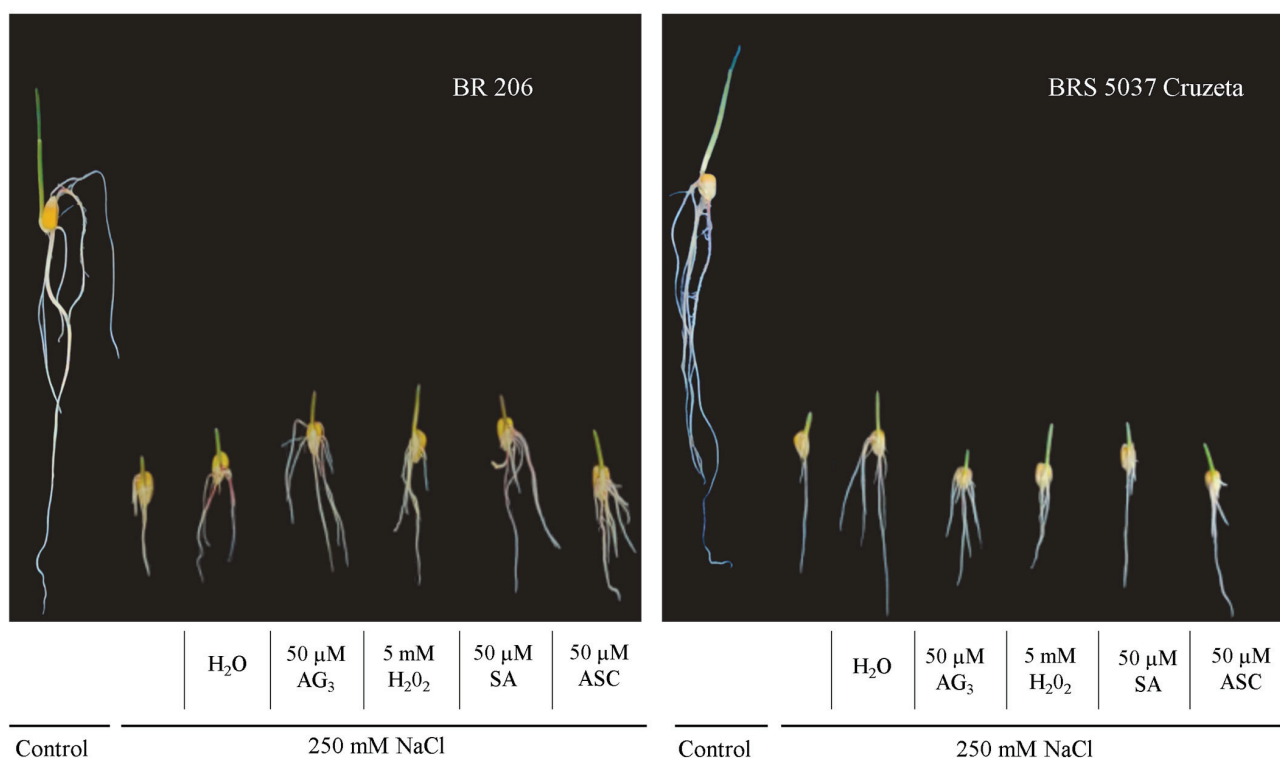 BR 206
BRS 5037 Cruzeta
H₂O
50 µM
AG₃
5 mM
H₂0₂
50 µM
SA
50 µM
ASC
H₂O
50 µM
AG₃
5 mM
H₂0₂
50 µM
SA
50 µM
ASC
Control
250 mM NaCl
Control
250 mM NaCl